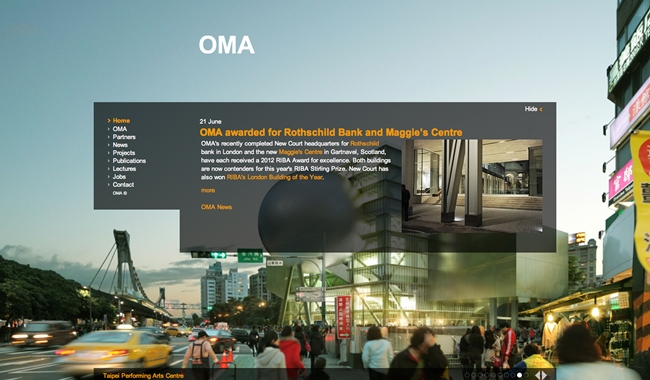 OMA
Hide
Home
OMA
Partners
News
Projects
Publications
Lectures
Jobs
Contact
OMA ©
21 June
OMA awarded for Rothschild Bank and Maggie's Centre
OMA's recently completed New Court headquarters for Rothschild
bank in London and the new Maggie's Centre in Gartnavel, Scotland,
have each received a 2012 RIBA Award for excellence. Both buildings
are now contenders for this year's RIBA Stirling Prize. New Court has
also won RIBA's London Building of the Year.
more
OMA News
Taipei Performing Arts Centre